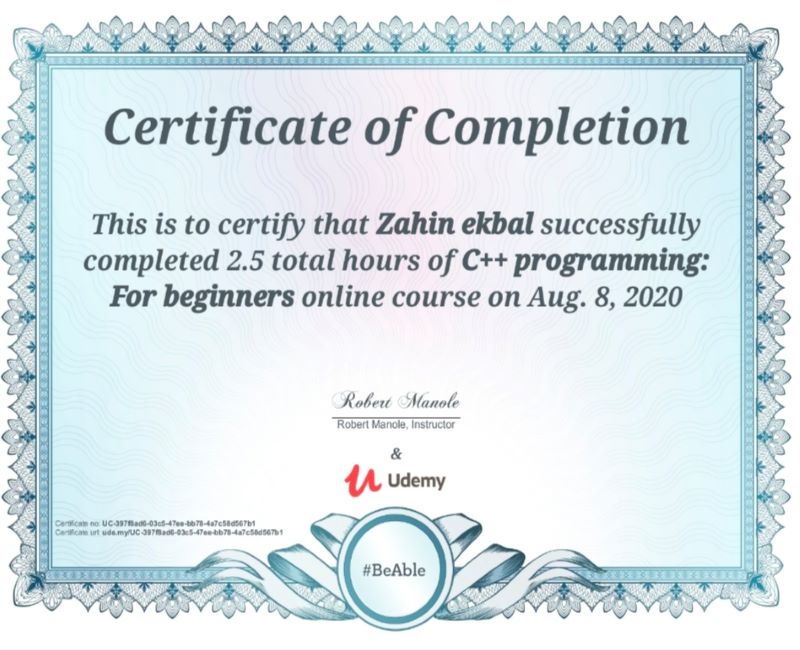 Certificate of Completion
This is to certify that Zahin ekbal successfully
completed 2.5 total hours of C++ programming:
For beginners online course on Aug. 8, 2020
Robert Manole
Robert Manole, Instructor
&
Udemy
Certificate no: UC-397f8ad6-03c5-47ee-bb78-4a7c58d567b1
Certificate url: ude.my/UC-397f8ad6-03c5-47ee-bb78-4a7c58d567b1
#BeAble